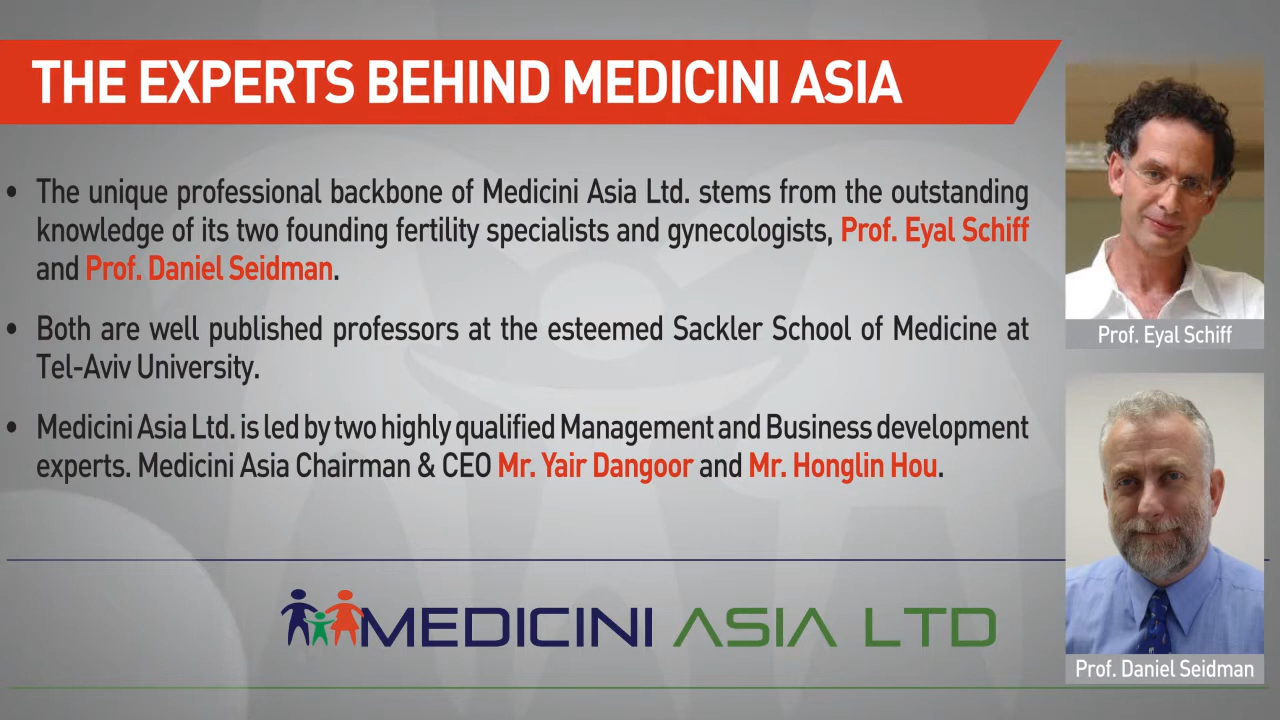 THE EXPERTS BEHIND MEDICINI ASIA
• The unique professional backbone of Medicini Asia Ltd. stems from the outstanding
knowledge of its two founding fertility specialists and gynecologists, Prof. Eyal Schiff
and Prof. Daniel Seidman.
• Both are well published professors at the esteemed Sackler School of Medicine at
Tel-Aviv University.
• Medicini Asia Ltd. is led by two highly qualified Management and Business development
experts. Medicini Asia Chairman & CEO Mr. Yair Dangoor and Mr. Honglin Hou.
Prof. Eyal Schiff
Prof. Daniel Seidman
MEDICINI ASIA LTD